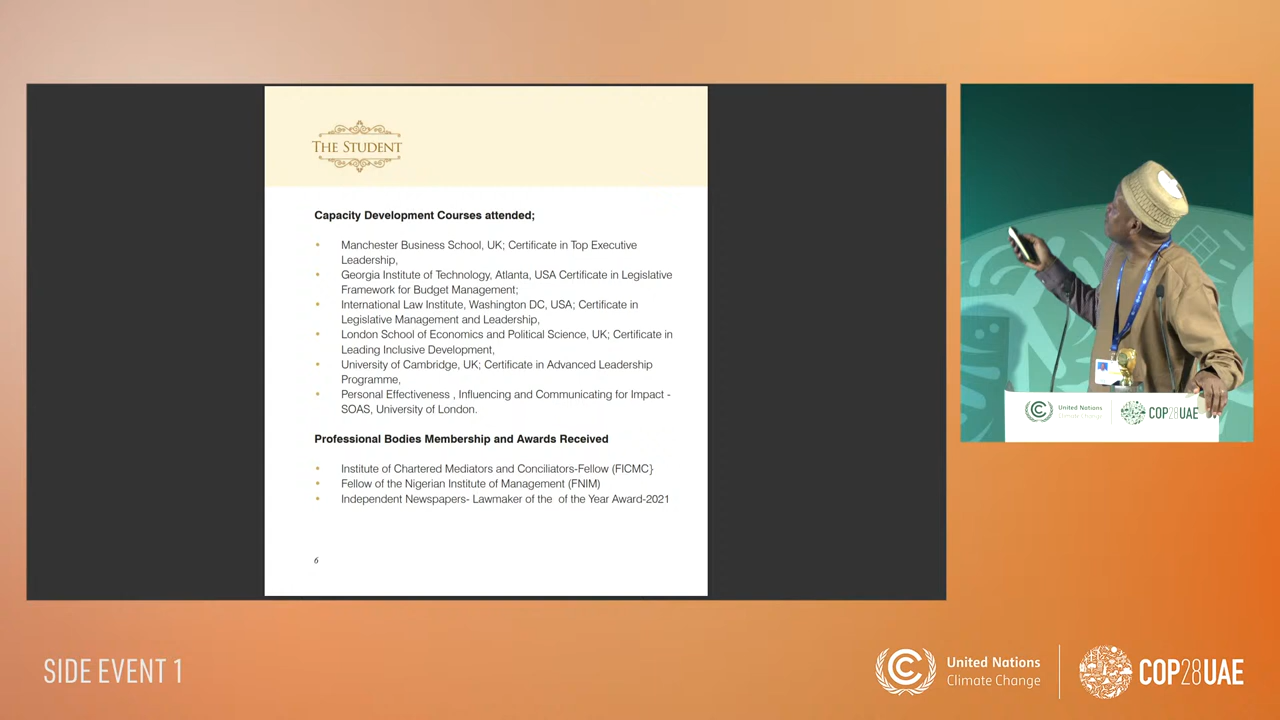 THE STUDENT
Capacity Development Courses attended;
• Manchester Business School, UK; Certificate in Top Executive
Leadership,
• Georgia Institute of Technology, Atlanta, USA Certificate in Legislative
Framework for Budget Management;
• International Law Institute, Washington DC, USA; Certificate in
Legislative Management and Leadership,
• London School of Economics and Political Science, UK; Certificate in
Leading Inclusive Development,
• University of Cambridge, UK; Certificate in Advanced Leadership
Programme,
• Personal Effectiveness , Influencing and Communicating for Impact -
SOAS, University of London.
Professional Bodies Membership and Awards Received
• Institute of Chartered Mediators and Conciliators-Fellow (FICMC}
• Fellow of the Nigerian Institute of Management (FNIM)
• Independent Newspapers- Lawmaker of the of the Year Award-2021
6
United Nations
Climate Change
COP28UAE
SIDE EVENT 1
United Nations
Climate Change
COP28UAE